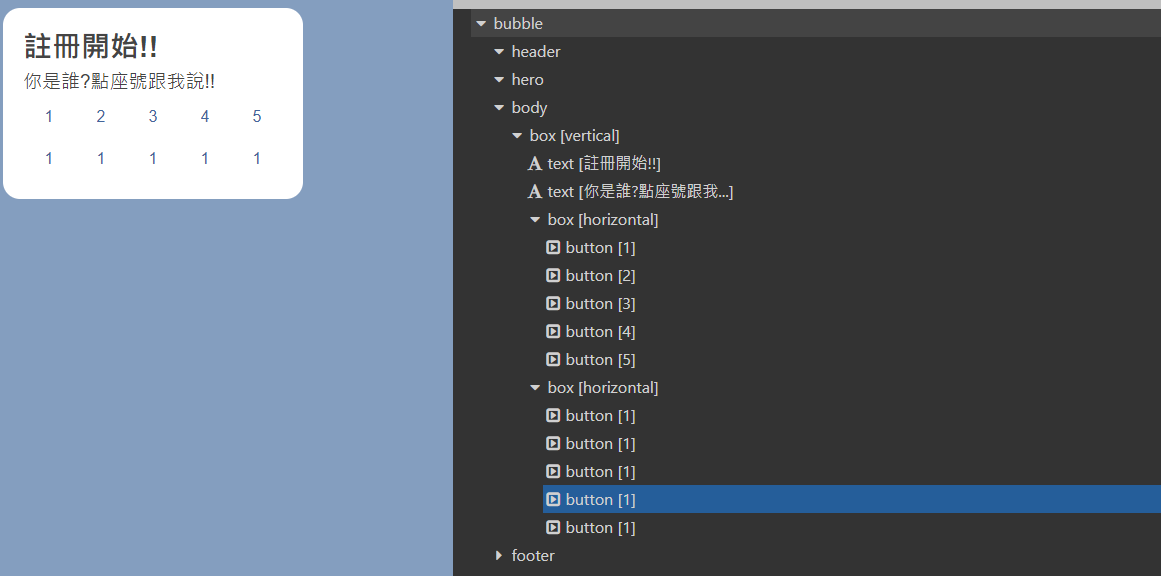 註冊開始!!
你是誰?點座號跟我說!!
1 2 3 4 5
1 1 1 1 1
bubble
header
hero
body
box [vertical]
text [註冊開始!!]
text [你是誰?點座號跟我...]
box [horizontal]
button [1]
button [2]
button [3]
button [4]
button [5]
box [horizontal]
button [1]
button [1]
button [1]
button [1]
button [1]
footer